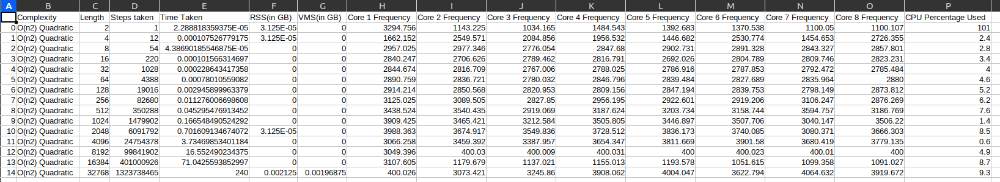 A B C D E F G H I J K L M N O P
Complexity Length Steps taken Time Taken RSS(in GB) VMS(in GB) Core 1 Frequency Core 2 Frequency Core 3 Frequency Core 4 Frequency Core 5 Frequency Core 6 Frequency Core 7 Frequency Core 8 Frequency CPU Percentage Used
0 O(n2) Quadratic 2 1 2.288818359375E-05 3.125E-05 0 3294.756 1143.225 1034.165 1484.543 1392.683 1370.538 1100.05 1100.107 101
1 O(n2) Quadratic 4 12 0.000107526779175 3.125E-05 0 1662.152 2549.571 2084.856 1956.532 1446.682 2530.774 1454.653 2726.355 2.4
2 O(n2) Quadratic 8 54 4.38690185546875E-05 0 0 2957.025 2977.346 2776.054 2847.68 2902.731 2891.328 2843.327 2857.801 2.8
3 O(n2) Quadratic 16 220 0.000101566314697 0 0 2840.247 2706.626 2789.462 2816.791 2692.026 2804.789 2809.746 2823.231 3.4
4 O(n2) Quadratic 32 1028 0.000228643417358 0 0 2844.674 2816.709 2767.006 2788.025 2786.916 2787.853 2792.472 2785.484 4
5 O(n2) Quadratic 64 4388 0.00078010559082 0 0 2890.759 2836.721 2780.032 2846.796 2839.484 2827.689 2835.964 2880 4.6
6 O(n2) Quadratic 128 19016 0.002945899963379 0 0 2914.214 2850.568 2820.953 2809.156 2847.194 2839.753 2798.149 2873.812 5.2
7 O(n2) Quadratic 256 82680 0.011276006698608 0 0 3125.025 3089.505 2827.85 2956.195 2922.601 2919.206 3106.247 2876.269 6.2
8 O(n2) Quadratic 512 350288 0.045295476913452 0 0 3438.524 3540.435 2919.069 3187.624 3203.734 3158.744 3594.757 3186.769 7.6
9 O(n2) Quadratic 1024 1479902 0.166548490524292 0 0 3909.425 3465.421 3212.584 3505.805 3446.897 3507.706 3040.147 3506.22 1.4
10 O(n2) Quadratic 2048 6091792 0.701609134674072 3.125E-05 0 3988.363 3674.917 3549.836 3728.512 3836.173 3740.085 3080.371 3666.303 8.5
11 O(n2) Quadratic 4096 24754378 3.73469853401184 0 0 3066.258 3459.392 3387.957 3654.347 3811.669 3901.58 3680.419 3779.135 0.6
12 O(n2) Quadratic 8192 99841902 16.552490234375 0 0 3049.396 400.03 400.009 400.031 400 400.023 400.01 400 4.9
13 O(n2) Quadratic 16384 401000926 71.0425593852997 0 0 3107.605 1179.679 1137.021 1155.013 1193.578 1051.615 1099.358 1091.027 8.7
14 O(n2) Quadratic 32768 1323738465 240 0.002125 0.00196875 400.026 3073.421 3245.86 3908.062 4004.047 3622.794 4064.632 3919.672 9.3